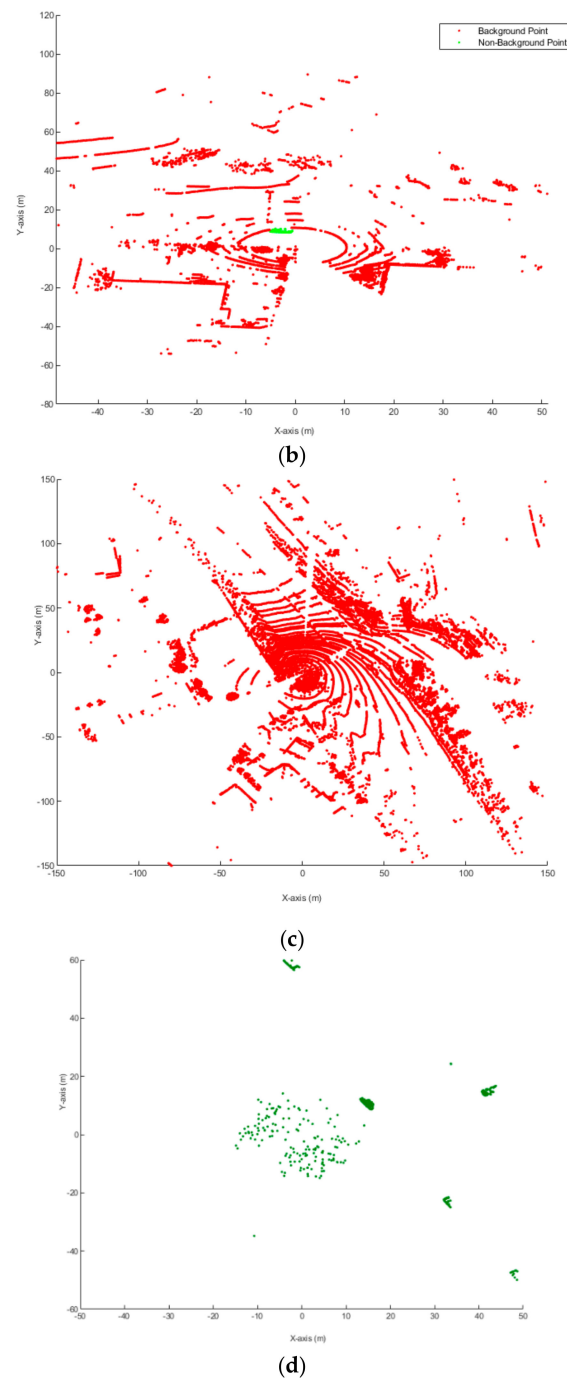 120
100
80
60
40
20
0
-20
-40
-60
-80
Y-axis (m)
Background Point
Non-Background Point
-40 -30 -20 -10 0 10 20 30 40 50
X-axis (m)
(b)
150
100
50
0
-50
-100
-150
Y-axis (m)
-150 -100 -50 0 50 100 150
X-axis (m)
(c)
60
40
20
0
-20
-40
-60
Y-axis (m)
-50 -40 -30 -20 -10 0 10 20 30 40 50
X-axis (m)
(d)